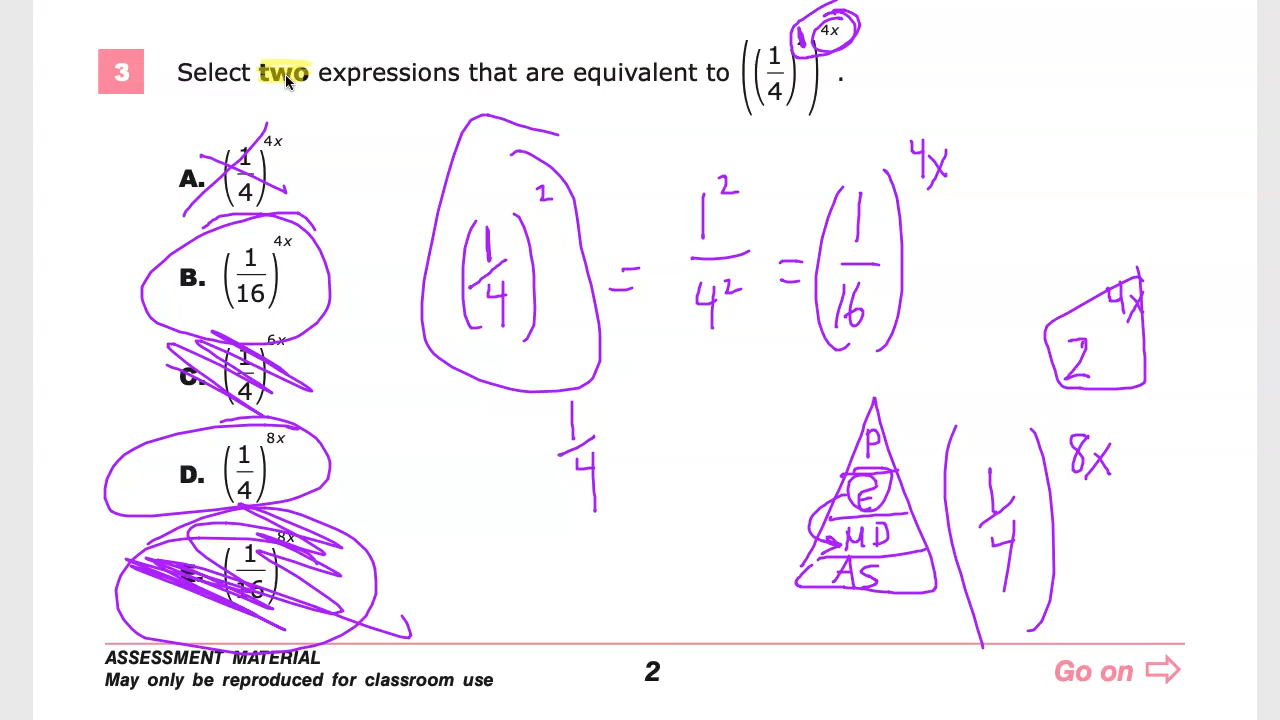 3 Select two expressions that are equivalent to ((1/4) )^4x .
A. (1/4)^4x
B. (1/16)^4x
C. (1/4)^6x
D. (1/4)^8x
(1/16)^8x
(1/4)^2 = 1^2/4^2 = (1/16)^4x
2 4x
1/4
P
E
MD
AS
(1/4)^8x
ASSESSMENT MATERIAL
May only be reproduced for classroom use
2
Go on